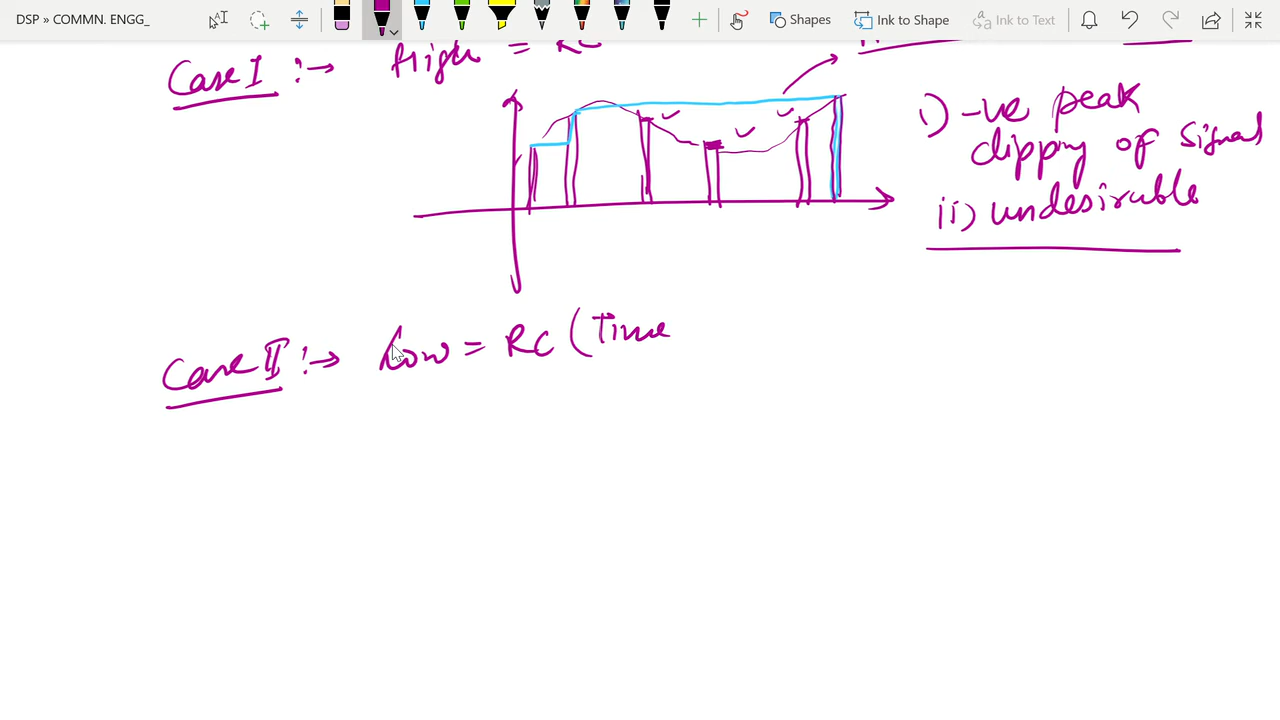 DSP » COMMN. ENGG_
Shapes
Ink to Shape
Ink to Text
Case I :→ High = RC
i) -ve peak
clipping of signal
ii) undesirable
Case II :→ Low = RC (Time